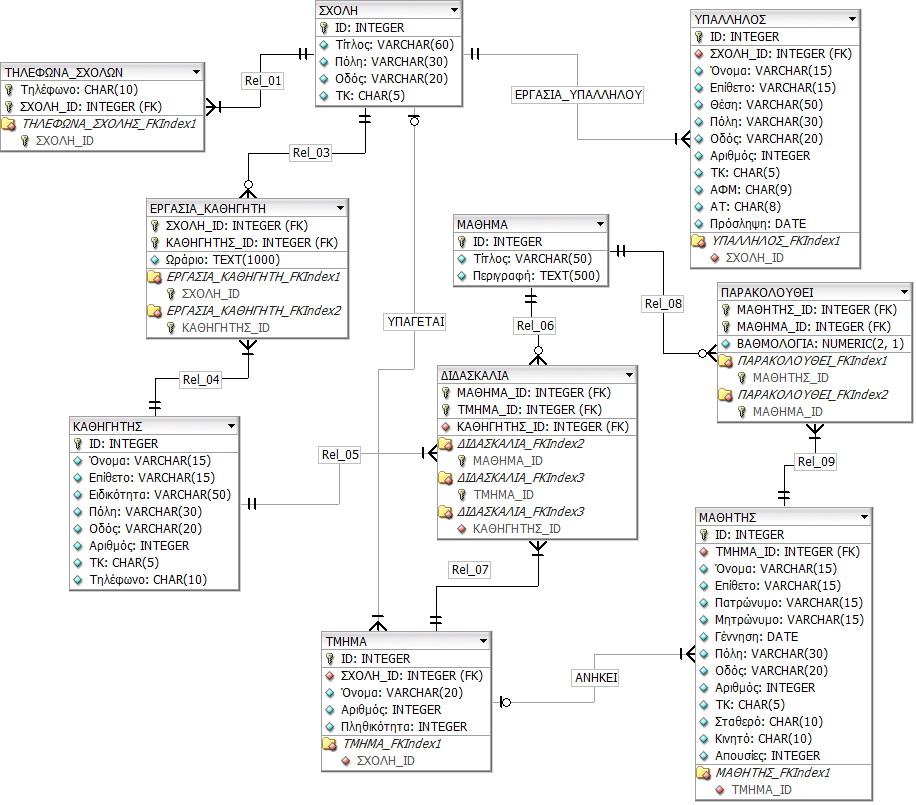 ΣΧΟΛΗ
ID: INTEGER
Τίτλος: VARCHAR(60)
Πόλη: VARCHAR(30)
Οδός: VARCHAR(20)
ΤΚ: CHAR(5)
ΥΠΑΛΛΗΛΟΣ
ID: INTEGER
ΣΧΟΛΗ_ID: INTEGER (FK)
Όνομα: VARCHAR(15)
Επίθετο: VARCHAR(15)
Θέση: VARCHAR(50)
Πόλη: VARCHAR(30)
Οδός: VARCHAR(20)
Αριθμός: INTEGER
ΤΚ: CHAR(5)
ΑΦΜ: CHAR(9)
ΑΤ: CHAR(8)
Πρόσληψη: DATE
ΥΠΑΛΛΗΛΟΣ_FKIndex1
ΣΧΟΛΗ_ID
ΤΗΛΕΦΩΝΑ_ΣΧΟΛΩΝ
Τηλέφωνο: CHAR(10)
ΣΧΟΛΗ_ID: INTEGER (FK)
ΤΗΛΕΦΩΝΑ_ΣΧΟΛΗΣ_FKIndex1
ΣΧΟΛΗ_ID
Rel_01
ΕΡΓΑΣΙΑ_ΥΠΑΛΛΗΛΟΥ
Rel_03
ΕΡΓΑΣΙΑ_ΚΑΘΗΓΗΤΗ
ΣΧΟΛΗ_ID: INTEGER (FK)
ΚΑΘΗΓΗΤΗΣ_ID: INTEGER (FK)
Ωράριο: TEXT(1000)
ΕΡΓΑΣΙΑ_ΚΑΘΗΓΗΤΗ_FKIndex1
ΣΧΟΛΗ_ID
ΕΡΓΑΣΙΑ_ΚΑΘΗΓΗΤΗ_FKIndex2
ΚΑΘΗΓΗΤΗΣ_ID
ΜΑΘΗΜΑ
ID: INTEGER
Τίτλος: VARCHAR(50)
Περιγραφή: TEXT(500)
ΠΑΡΑΚΟΛΟΥΘΕΙ
ΜΑΘΗΤΗΣ_ID: INTEGER (FK)
ΜΑΘΗΜΑ_ID: INTEGER (FK)
ΒΑΘΜΟΛΟΓΙΑ: NUMERIC(2, 1)
ΠΑΡΑΚΟΛΟΥΘΕΙ_FKIndex1
ΜΑΘΗΤΗΣ_ID
ΠΑΡΑΚΟΛΟΥΘΕΙ_FKIndex2
ΜΑΘΗΜΑ_ID
Rel_08
ΥΠΑΓΕΤΑΙ
Rel_06
Rel_04
ΔΙΔΑΣΚΑΛΙΑ
ΜΑΘΗΜΑ_ID: INTEGER (FK)
ΤΜΗΜΑ_ID: INTEGER (FK)
ΚΑΘΗΓΗΤΗΣ_ID: INTEGER (FK)
ΔΙΔΑΣΚΑΛΙΑ_FKIndex2
ΜΑΘΗΜΑ_ID
ΔΙΔΑΣΚΑΛΙΑ_FKIndex3
ΤΜΗΜΑ_ID
ΔΙΔΑΣΚΑΛΙΑ_FKIndex3
ΚΑΘΗΓΗΤΗΣ_ID
ΚΑΘΗΓΗΤΗΣ
ID: INTEGER
Όνομα: VARCHAR(15)
Επίθετο: VARCHAR(15)
Ειδικότητα: VARCHAR(50)
Πόλη: VARCHAR(30)
Οδός: VARCHAR(20)
Αριθμός: INTEGER
ΤΚ: CHAR(5)
Τηλέφωνο: CHAR(10)
Rel_05
Rel_09
Rel_07
ΜΑΘΗΤΗΣ
ID: INTEGER
ΤΜΗΜΑ_ID: INTEGER (FK)
Όνομα: VARCHAR(15)
Επίθετο: VARCHAR(15)
Πατρώνυμο: VARCHAR(15)
Μητρώνυμο: VARCHAR(15)
Γέννηση: DATE
Πόλη: VARCHAR(30)
Οδός: VARCHAR(20)
Αριθμός: INTEGER
ΤΚ: CHAR(5)
Σταθερό: CHAR(10)
Κινητό: CHAR(10)
Απουσίες: INTEGER
ΜΑΘΗΤΗΣ_FKIndex1
ΤΜΗΜΑ_ID
ΤΜΗΜΑ
ID: INTEGER
ΣΧΟΛΗ_ID: INTEGER (FK)
Όνομα: VARCHAR(20)
Αριθμός: INTEGER
Πληθικότητα: INTEGER
ΤΜΗΜΑ_FKIndex1
ΣΧΟΛΗ_ID
ΑΝΗΚΕΙ